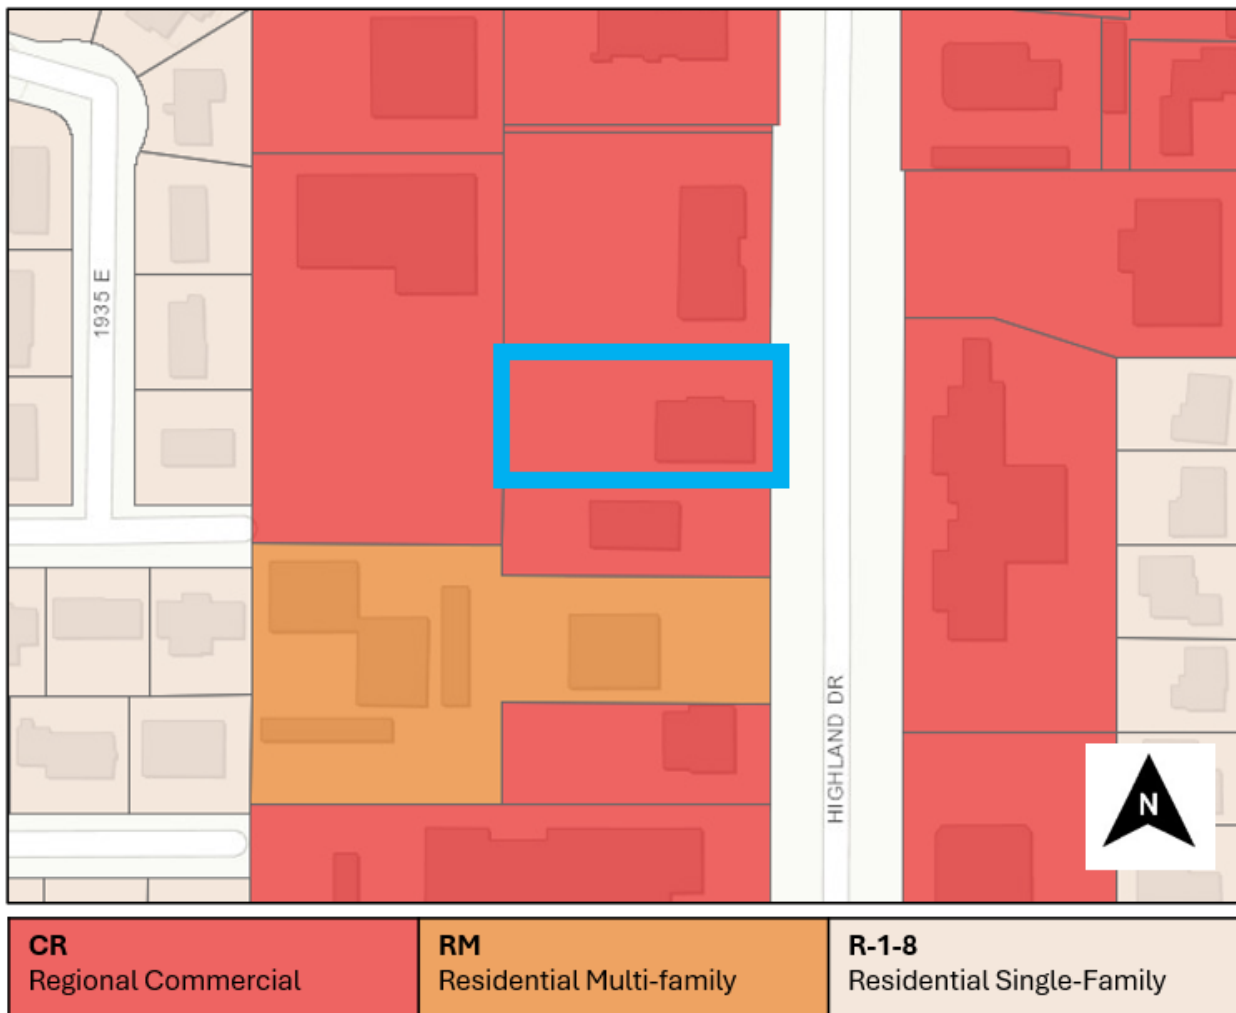 1935 E
HIGHLAND DR
N
CR
Regional Commercial
RM
Residential Multi-family
R-1-8
Residential Single-Family